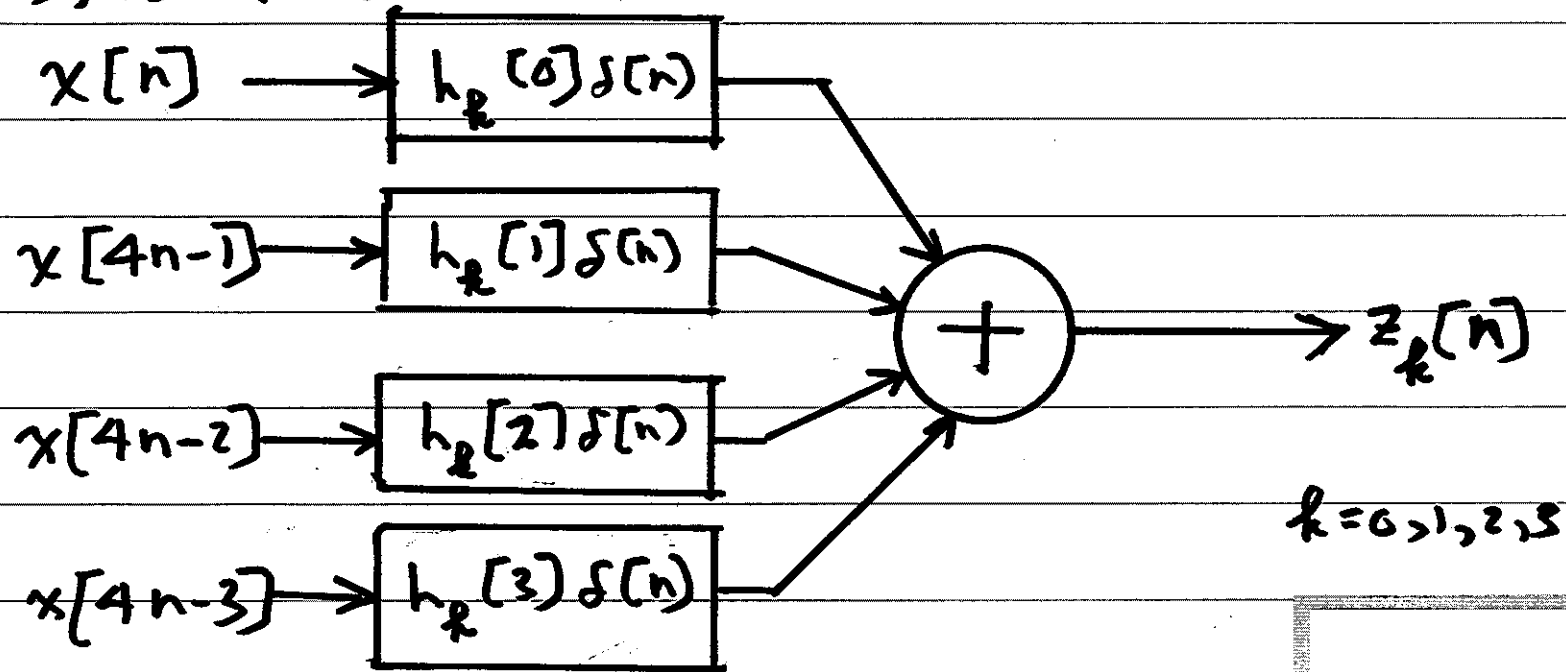 x[n] h_k[0]δ[n]
x[4n-1] h_k[1]δ[n]
+ z_k[n]
x[4n-2] h_k[2]δ[n]
k=0,1,2,3
x[4n-3] h_k[3]δ[n]